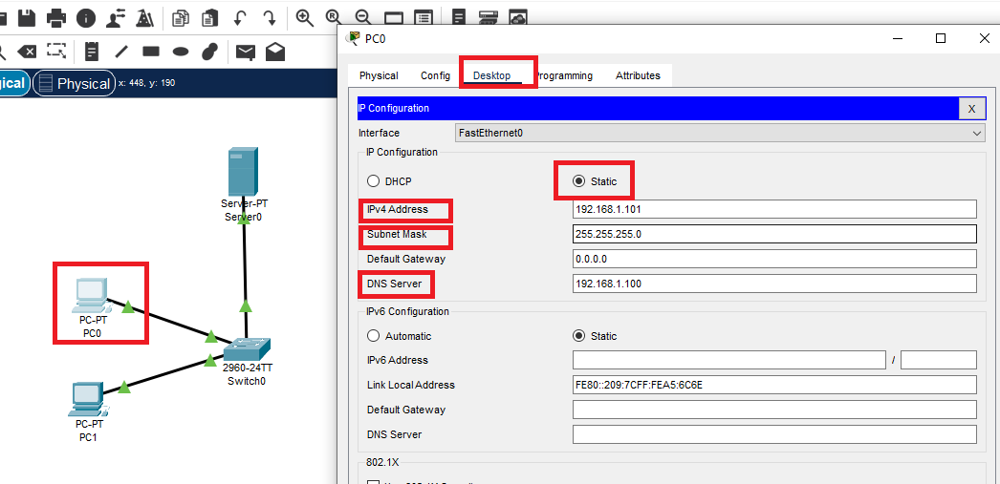 PC0
Physical Config Desktop Programming Attributes
Physical x: 448, y: 190
IP Configuration X
Interface FastEthernet0
IP Configuration
DHCP Static
IPv4 Address 192.168.1.101
Subnet Mask 255.255.255.0
Default Gateway 0.0.0.0
DNS Server 192.168.1.100
IPv6 Configuration
Automatic Static
IPv6 Address /
Link Local Address FE80::209:7CFF:FEA5:6C6E
Default Gateway
DNS Server
802.1X
Server-PT
Server0
PC-PT
PC0
2960-24TT
Switch0
PC-PT
PC1